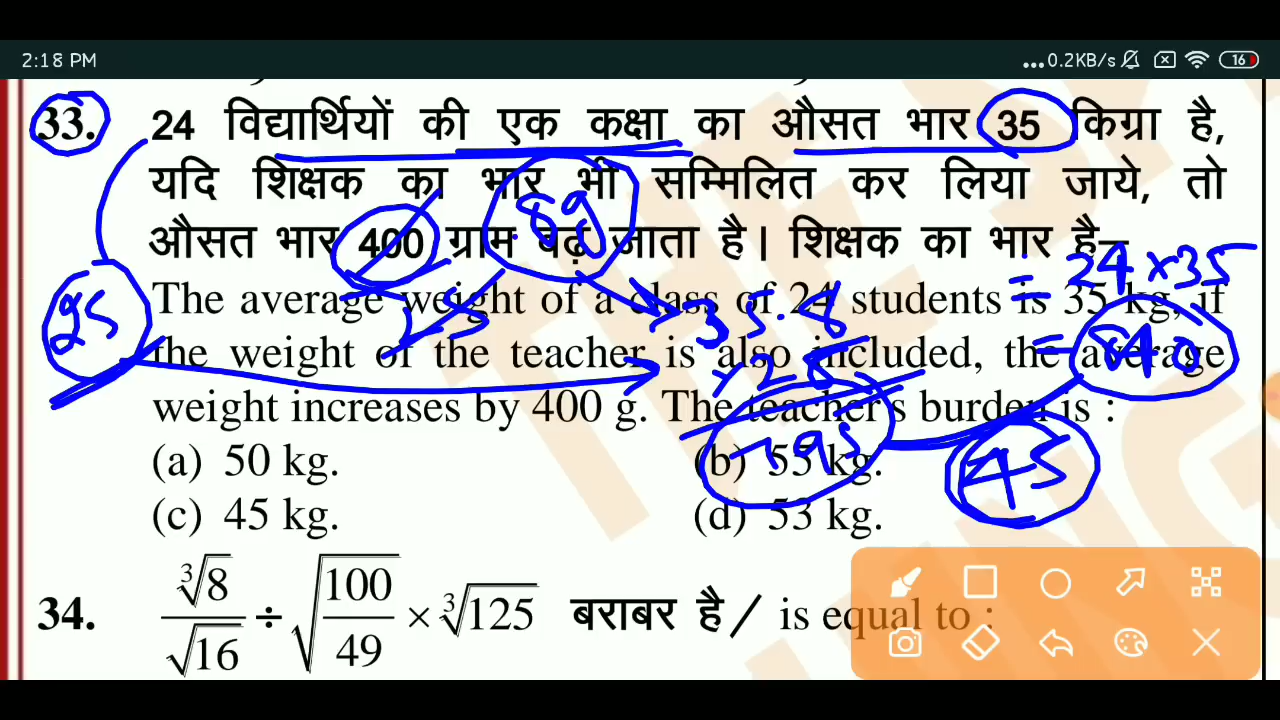 2:18 PM
...0.2KB/s 16
33. 24 विद्यार्थियों की एक कक्षा का औसत भार 35 किग्रा है,
यदि शिक्षक का भार भी सम्मिलित कर लिया जाये, तो
औसत भार 400 ग्राम बढ़ जाता है। शिक्षक का भार है–
= 24 × 35
= 840
25
The average weight of a class of 24 students is 35 kg, if
the weight of the teacher is also included, the average
weight increases by 400 g. The teacher's burden is :
(a) 50 kg. (b) 55 kg.
(c) 45 kg. (d) 53 kg.
45
34. ∛8/√16 ÷ √(100/49) × ∛125 बराबर है / is equal to :